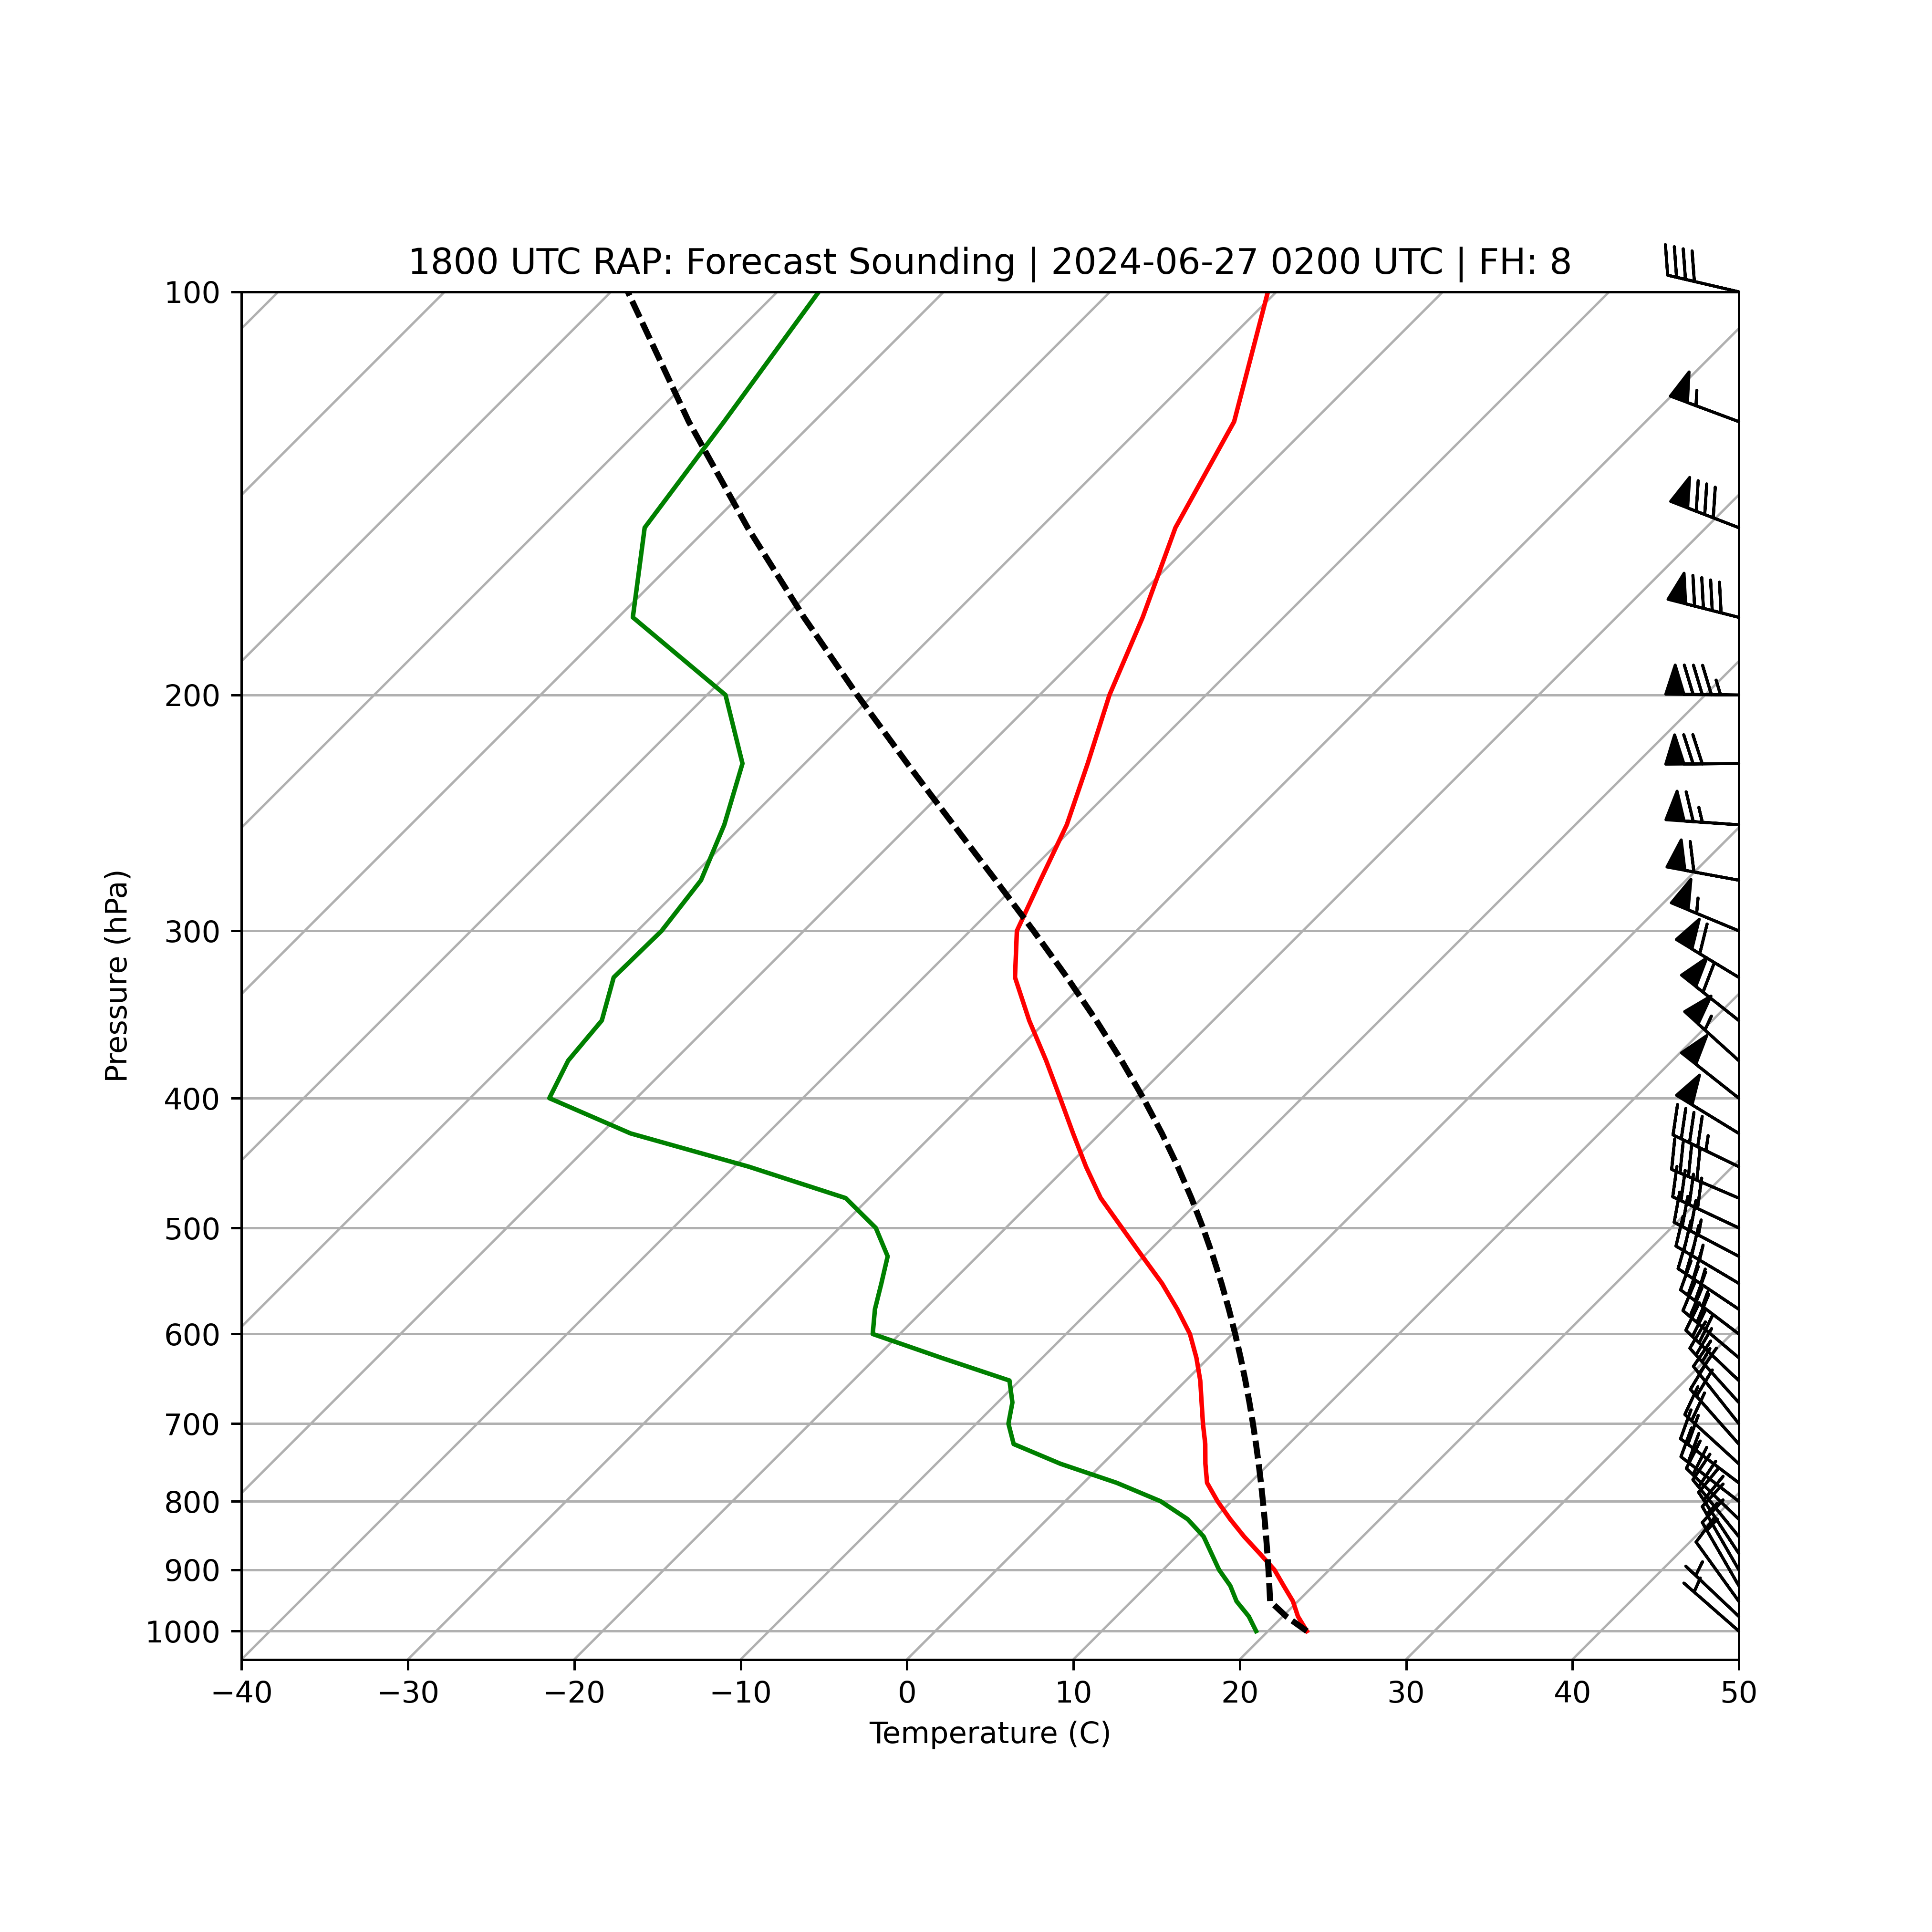 1800 UTC RAP: Forecast Sounding | 2024-06-27 0200 UTC | FH: 8
100
200
300
400
500
600
700
800
900
1000
Pressure (hPa)
−40 −30 −20 −10 0 10 20 30 40 50
Temperature (C)